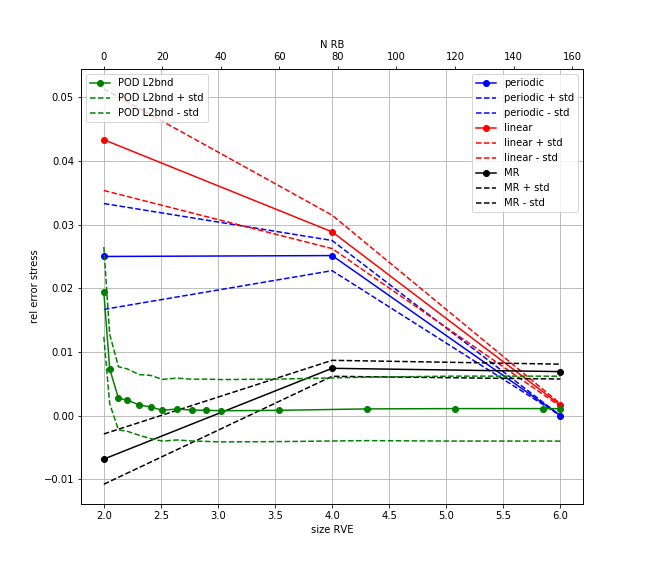 N RB
0 20 40 60 80 100 120 140 160
POD L2bnd
POD L2bnd + std
POD L2bnd - std
periodic
periodic + std
periodic - std
linear
linear + std
linear - std
MR
MR + std
MR - std
rel error stress
0.05
0.04
0.03
0.02
0.01
0.00
−0.01
2.0 2.5 3.0 3.5 4.0 4.5 5.0 5.5 6.0
size RVE